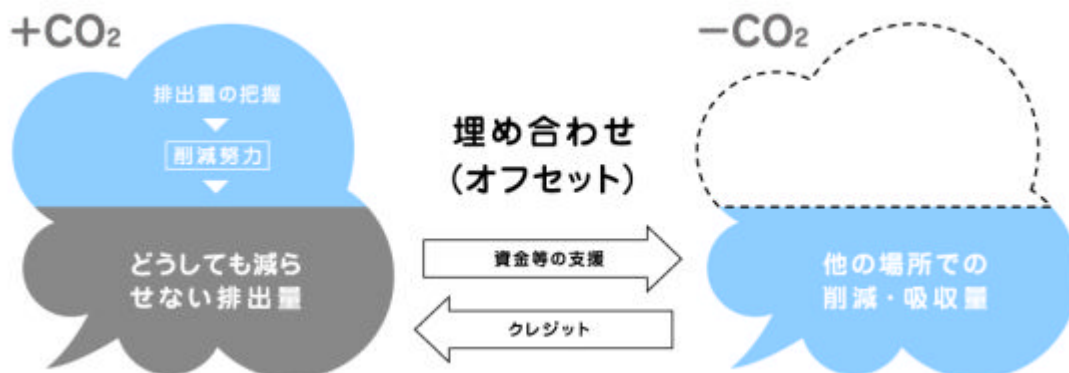 +CO₂
排出量の把握
削減努力
どうしても減ら
せない排出量
埋め合わせ
(オフセット)
資金等の支援
クレジット
−CO₂
他の場所での
削減・吸収量